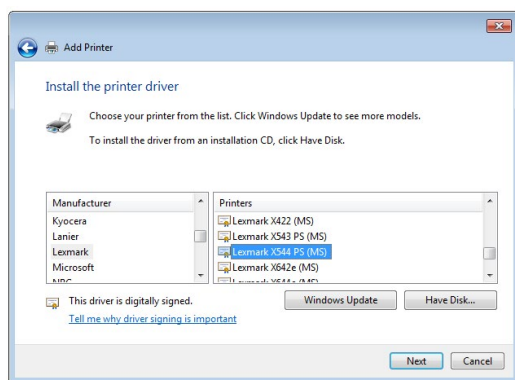 Add Printer
Install the printer driver
Choose your printer from the list. Click Windows Update to see more models.
To install the driver from an installation CD, click Have Disk.
Manufacturer
Kyocera
Lanier
Lexmark
Microsoft
Printers
Lexmark X422 (MS)
Lexmark X543 PS (MS)
Lexmark X544 PS (MS)
Lexmark X642e (MS)
This driver is digitally signed.
Tell me why driver signing is important
Windows Update
Have Disk...
Next
Cancel